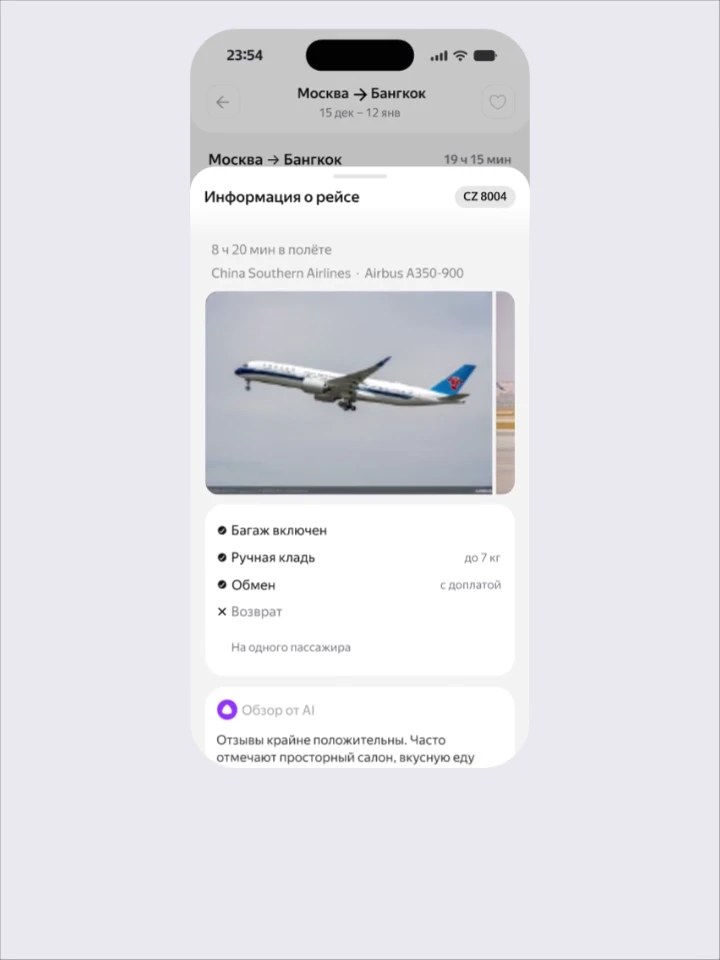 23:54
Москва → Бангкок
15 дек – 12 янв
Москва → Бангкок
19 ч 15 мин
Информация о рейсе
CZ 8004
8 ч 20 мин в полёте
China Southern Airlines · Airbus A350-900
Багаж включен
Ручная кладь
до 7 кг
Обмен
с доплатой
Возврат
На одного пассажира
Обзор от AI
Отзывы крайне положительны. Часто
отмечают просторный салон, вкусную еду